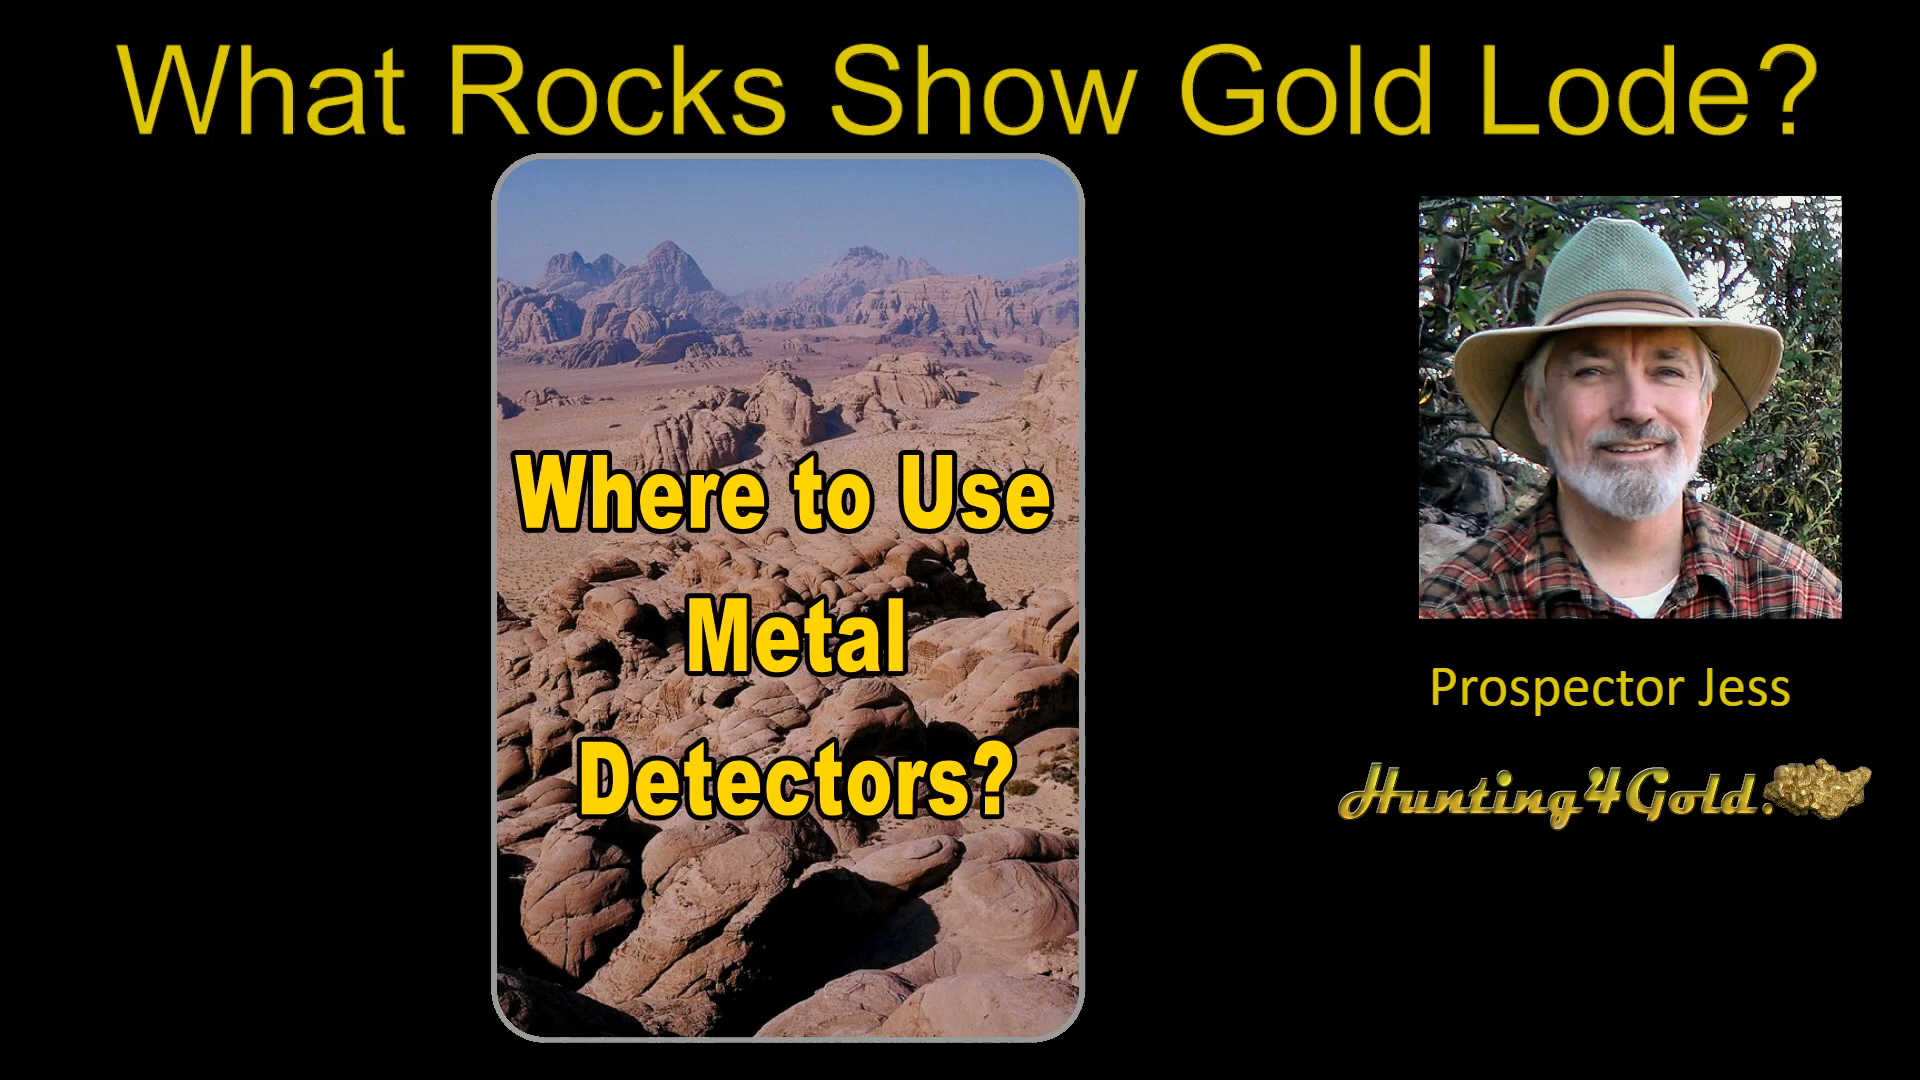 What Rocks Show Gold Lode?
Where to Use
Metal
Detectors?
Prospector Jess
Hunting4Gold.